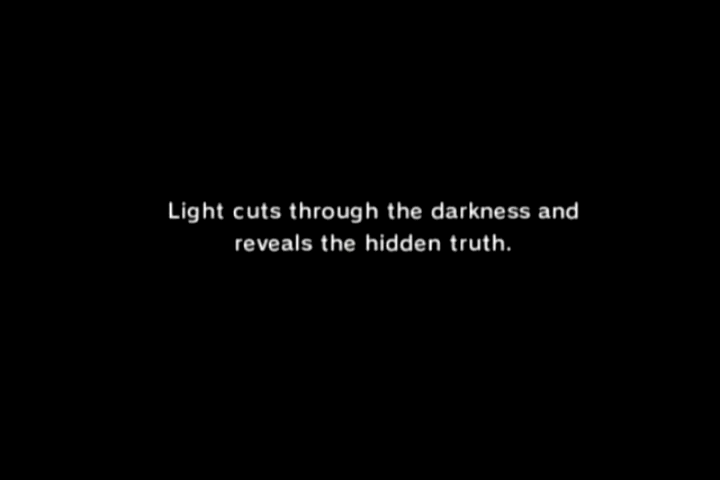 Light cuts through the darkness and
reveals the hidden truth.